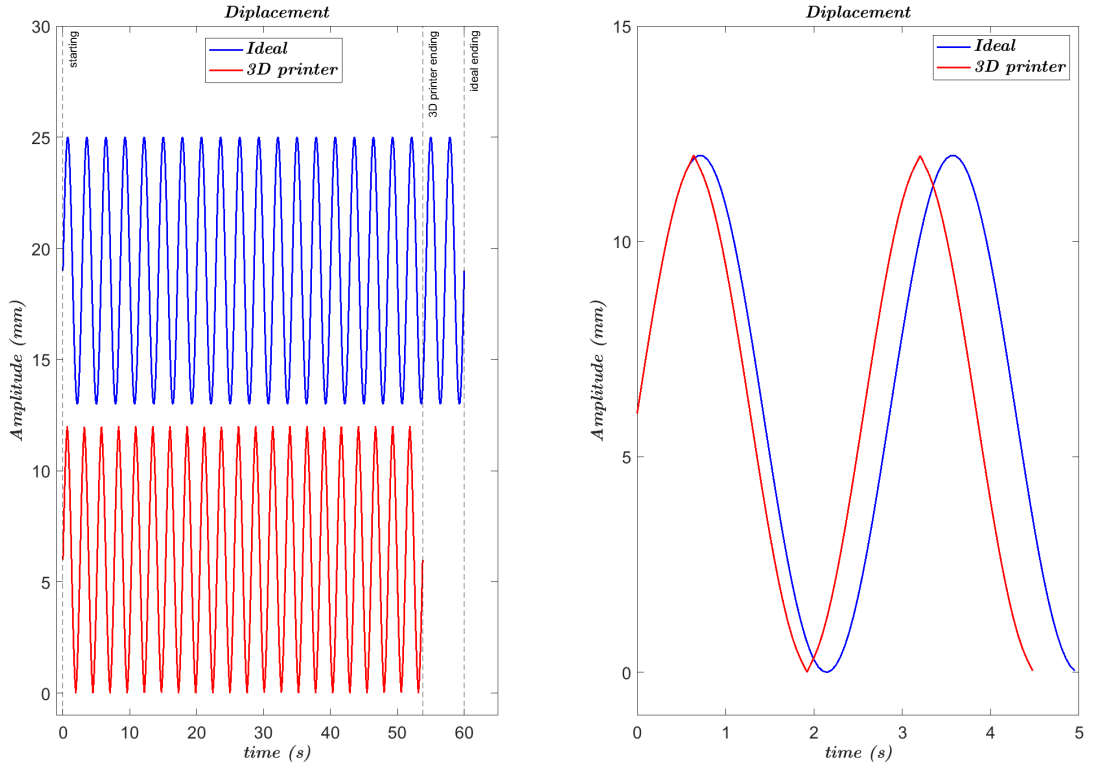 Diplacement
30
25
20
15
10
5
0
Amplitude (mm)
starting
Ideal
3D printer
3D printer ending
ideal ending
0 10 20 30 40 50 60
time (s)
Diplacement
15
10
5
0
Amplitude (mm)
Ideal
3D printer
0 1 2 3 4 5
time (s)